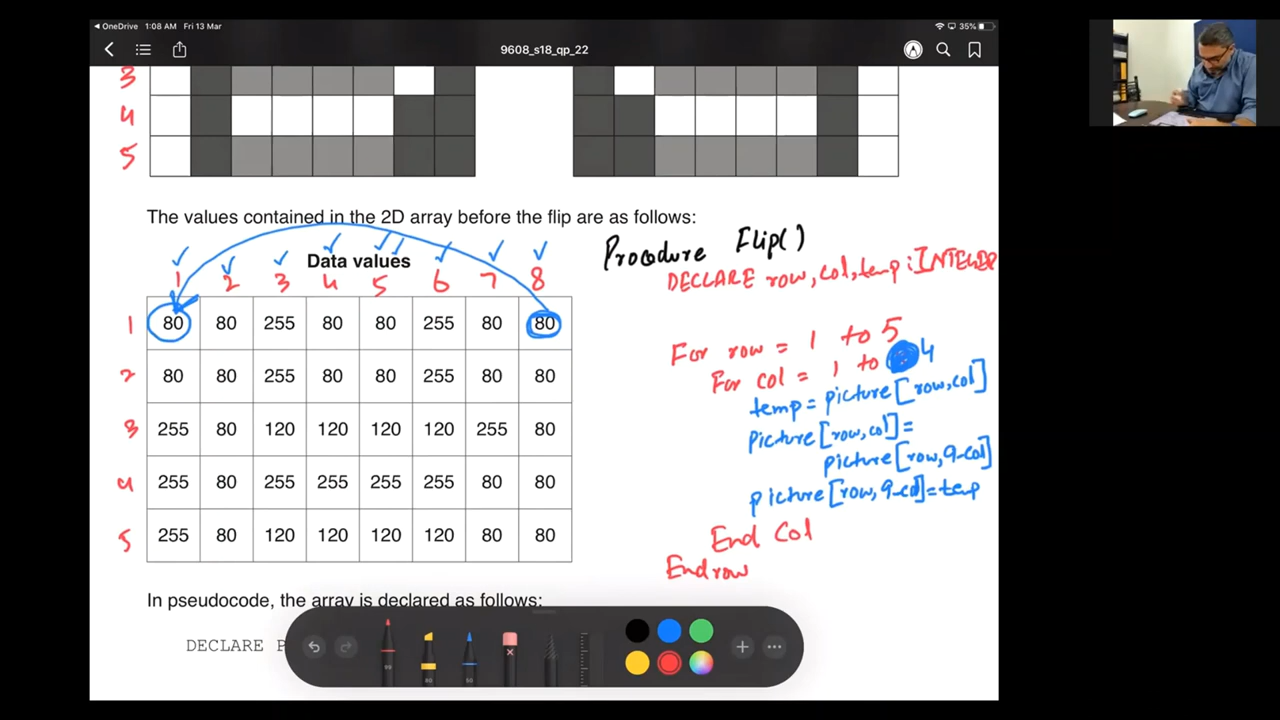 OneDrive 1:08 AM Fri 13 Mar 35%
9608_s18_qp_22
3
4
5
The values contained in the 2D array before the flip are as follows:
Data values
1 2 3 4 5 6 7 8
1 80 80 255 80 80 255 80 80
2 80 80 255 80 80 255 80 80
3 255 80 120 120 120 120 255 80
4 255 80 255 255 255 255 80 80
5 255 80 120 120 120 120 80 80
Procedure Flip()
DECLARE row, col, temp : INTEGER
For row = 1 to 5
For col = 1 to 4
temp = picture[row,col]
picture[row,col] =
picture[row,9-col]
picture[row,9-col]=temp
End Col
End row
In pseudocode, the array is declared as follows:
DECLARE